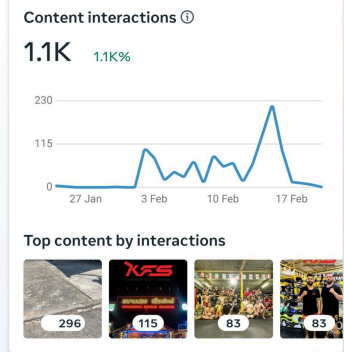 Content interactions
1.1K 1.1K%
230
115
0
27 Jan 3 Feb 10 Feb 17 Feb
Top content by interactions
KFS
296 115 83 83